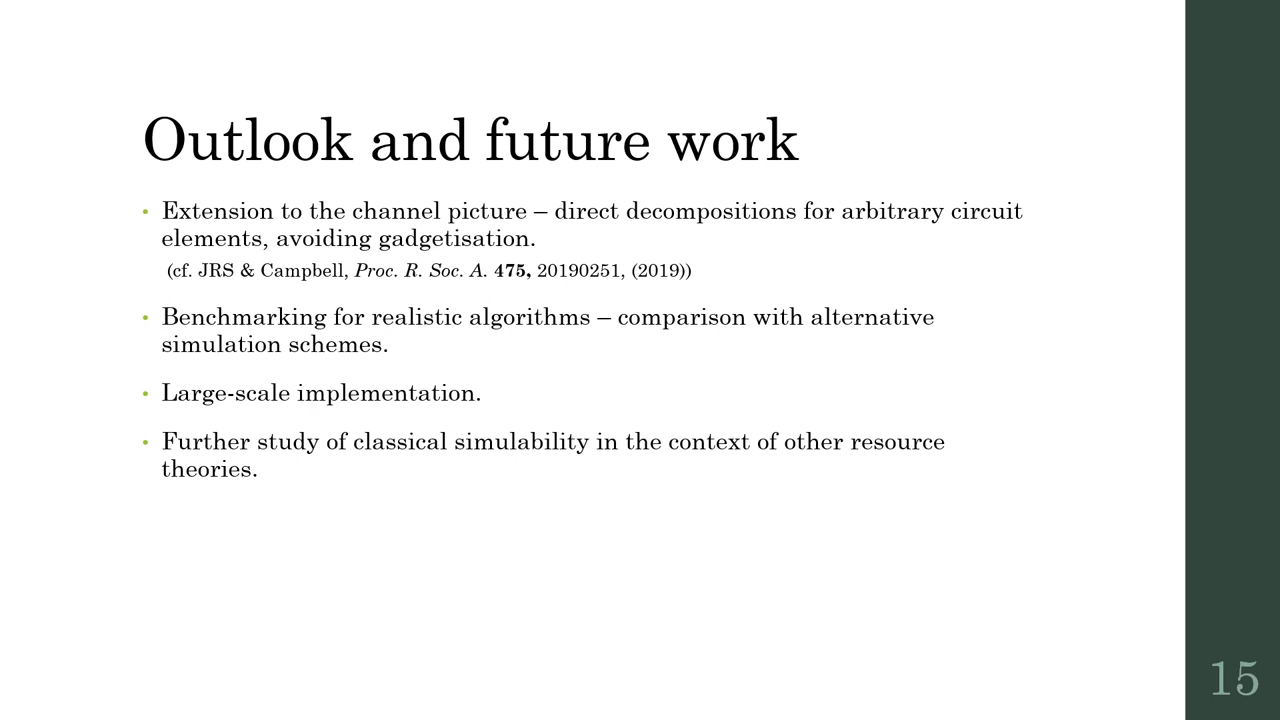 Outlook and future work
• Extension to the channel picture – direct decompositions for arbitrary circuit
elements, avoiding gadgetisation.
(cf. JRS & Campbell, Proc. R. Soc. A. 475, 20190251, (2019))
• Benchmarking for realistic algorithms – comparison with alternative
simulation schemes.
• Large-scale implementation.
• Further study of classical simulability in the context of other resource
theories.
15